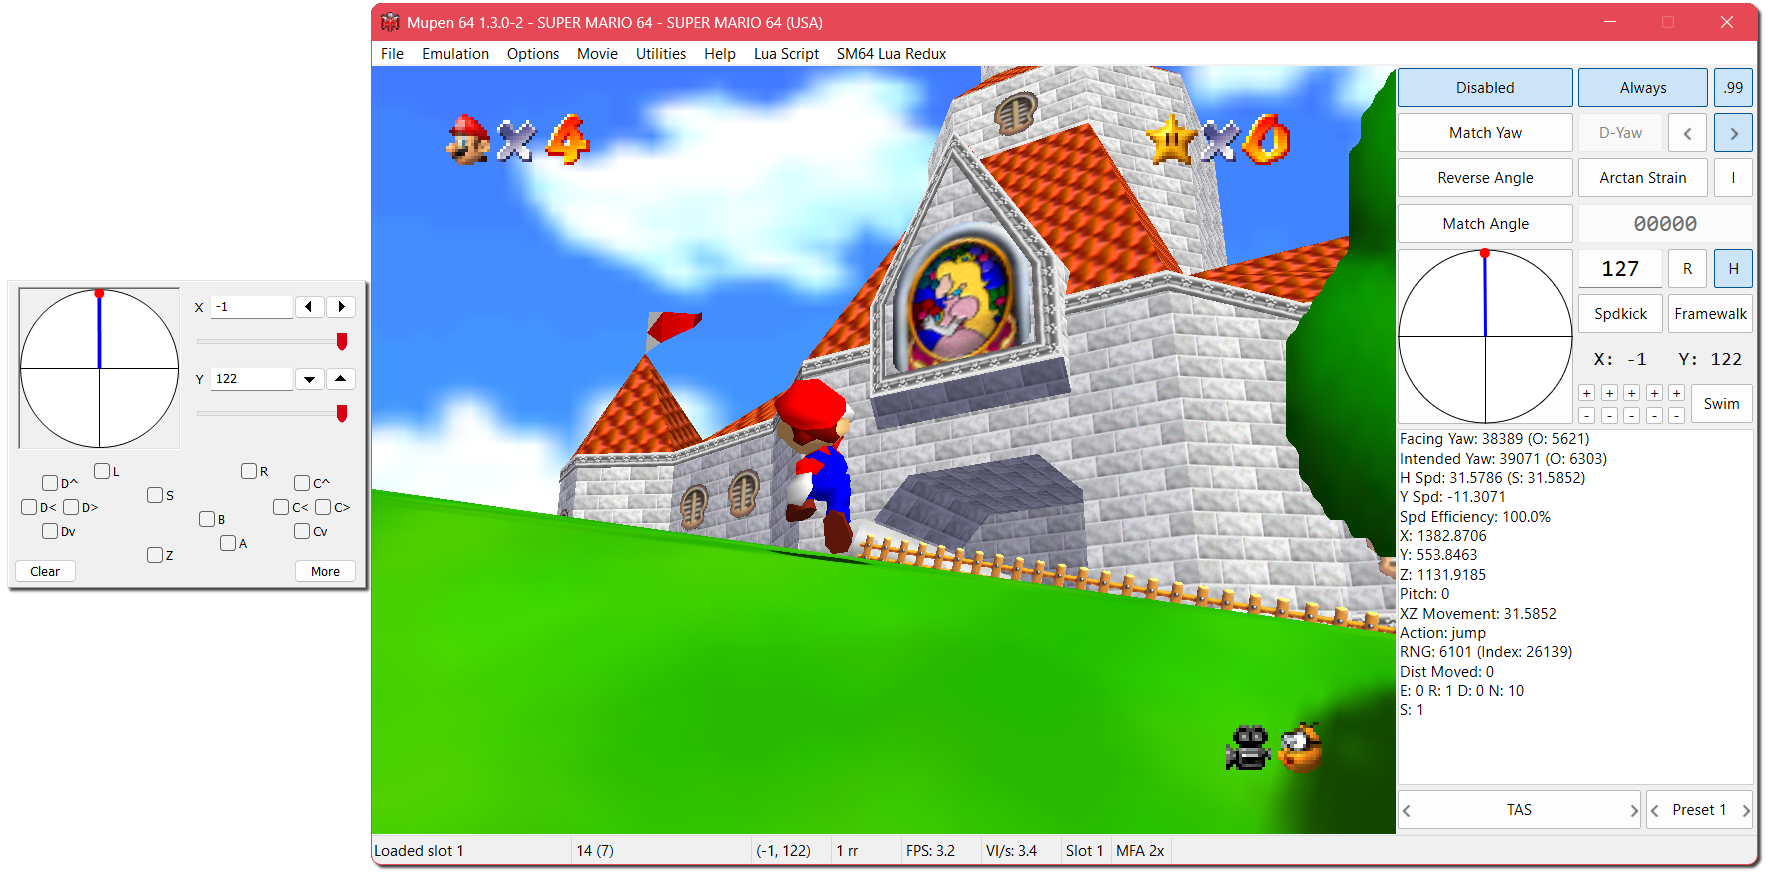 Mupen 64 1.3.0-2 - SUPER MARIO 64 - SUPER MARIO 64 (USA)
File Emulation Options Movie Utilities Help Lua Script SM64 Lua Redux
× 4
× 0
Disabled Always .99
Match Yaw D-Yaw < >
Reverse Angle Arctan Strain I
Match Angle 00000
127 R H
Spdkick Framewalk
X: -1 Y: 122
+ + + + +
- - - - -
Swim
Facing Yaw: 38389 (O: 5621)
Intended Yaw: 39071 (O: 6303)
H Spd: 31.5786 (S: 31.5852)
Y Spd: -11.3071
Spd Efficiency: 100.0%
X: 1382.8706
Y: 553.8463
Z: 1131.9185
Pitch: 0
XZ Movement: 31.5852
Action: jump
RNG: 6101 (Index: 26139)
Dist Moved: 0
E: 0 R: 1 D: 0 N: 10
S: 1
< TAS > < Preset 1 >
X -1
Y 122
L R
D^ C^
S
D< D> C< C>
B
Dv Cv
A
Z
Clear More
Loaded slot 1 14 (7) (-1, 122) 1 rr FPS: 3.2 VI/s: 3.4 Slot 1 MFA 2x